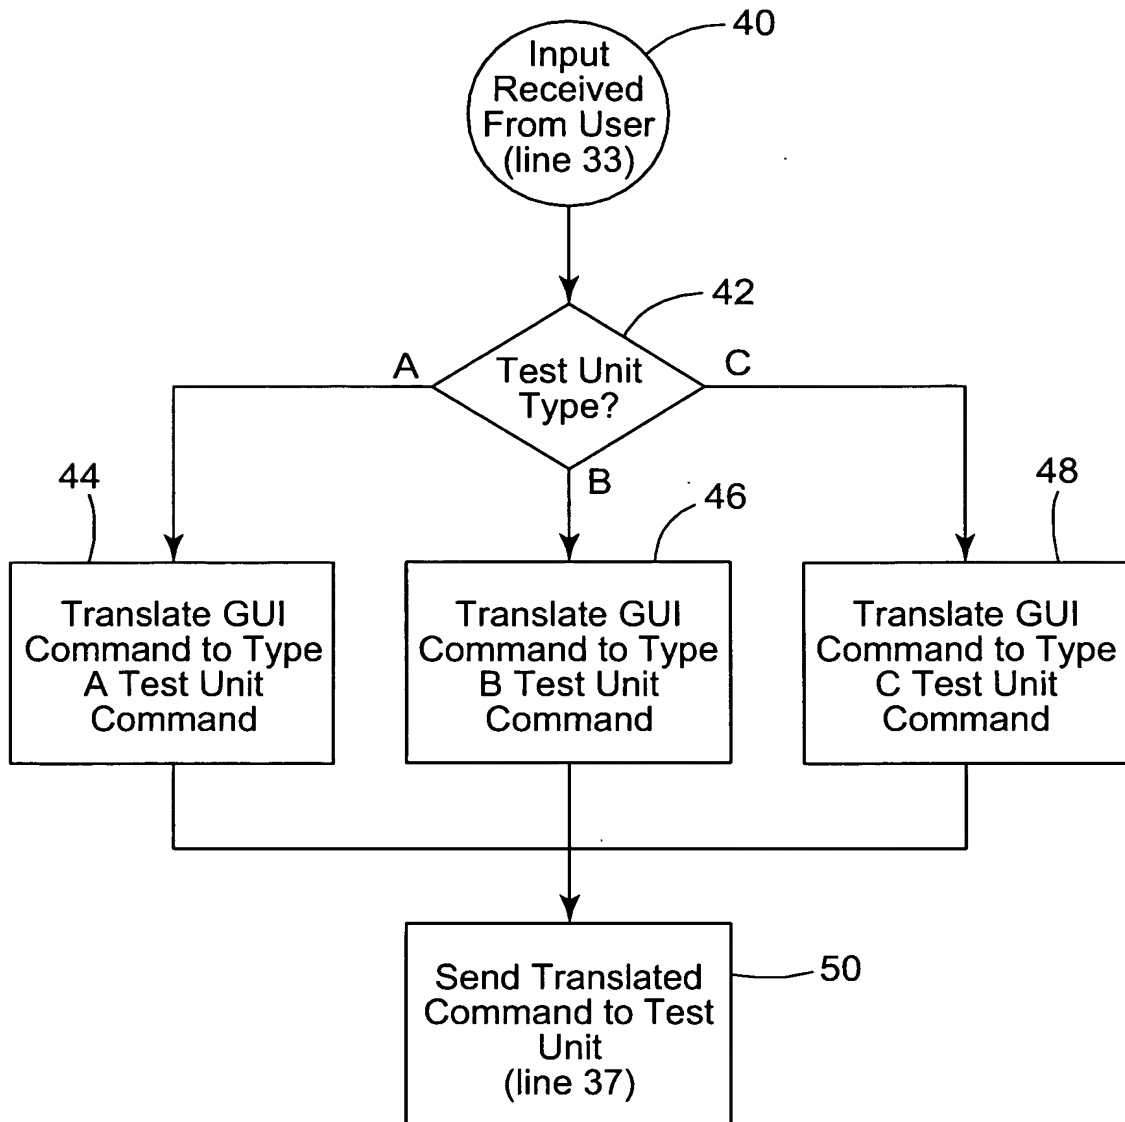 40
Input
Received
From User
(line 33)
42
A
Test Unit
Type?
C
B
44
46
48
Translate GUI
Command to Type
A Test Unit
Command
Translate GUI
Command to Type
B Test Unit
Command
Translate GUI
Command to Type
C Test Unit
Command
Send Translated
Command to Test
Unit
(line 37)
50